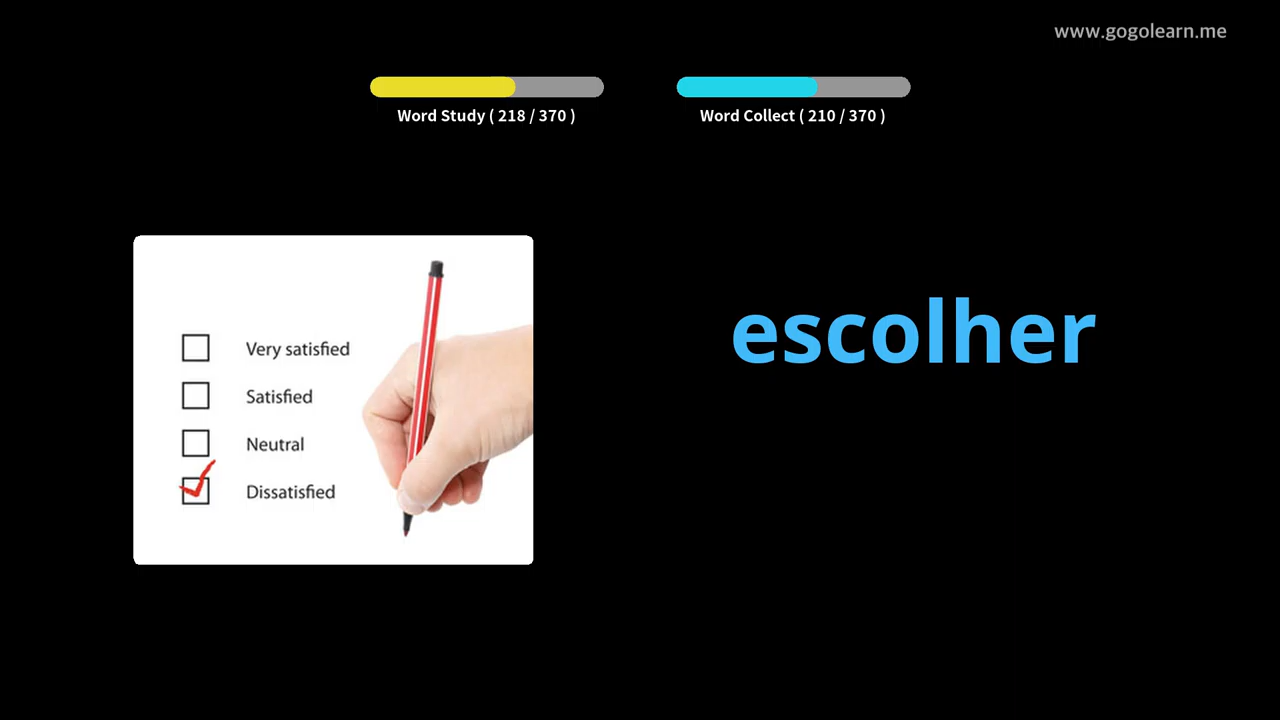 www.gogolearn.me
Word Study ( 218 / 370 )
Word Collect ( 210 / 370 )
Very satisfied
Satisfied
Neutral
Dissatisfied
escolher